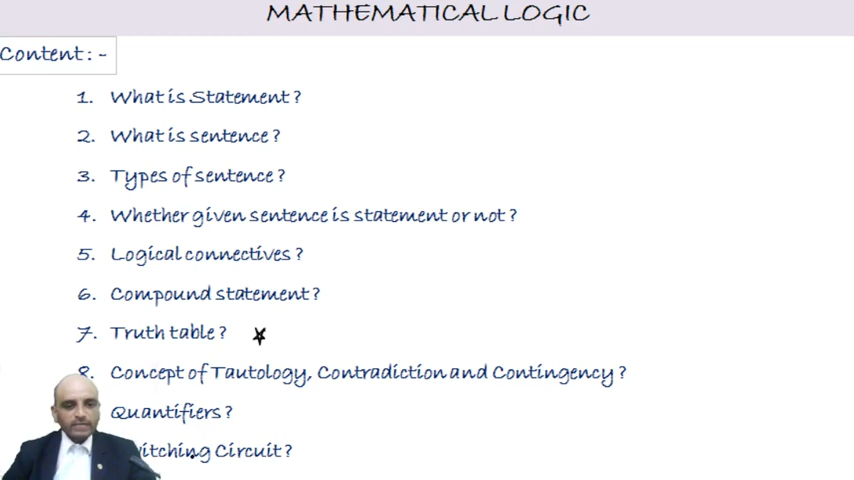 MATHEMATICAL LOGIC
Content : -
1. What is Statement ?
2. What is sentence ?
3. Types of sentence ?
4. Whether given sentence is statement or not ?
5. Logical connectives ?
6. Compound statement ?
7. Truth table ?
8. Concept of Tautology, Contradiction and Contingency ?
Quantifiers ?
Circuit ?